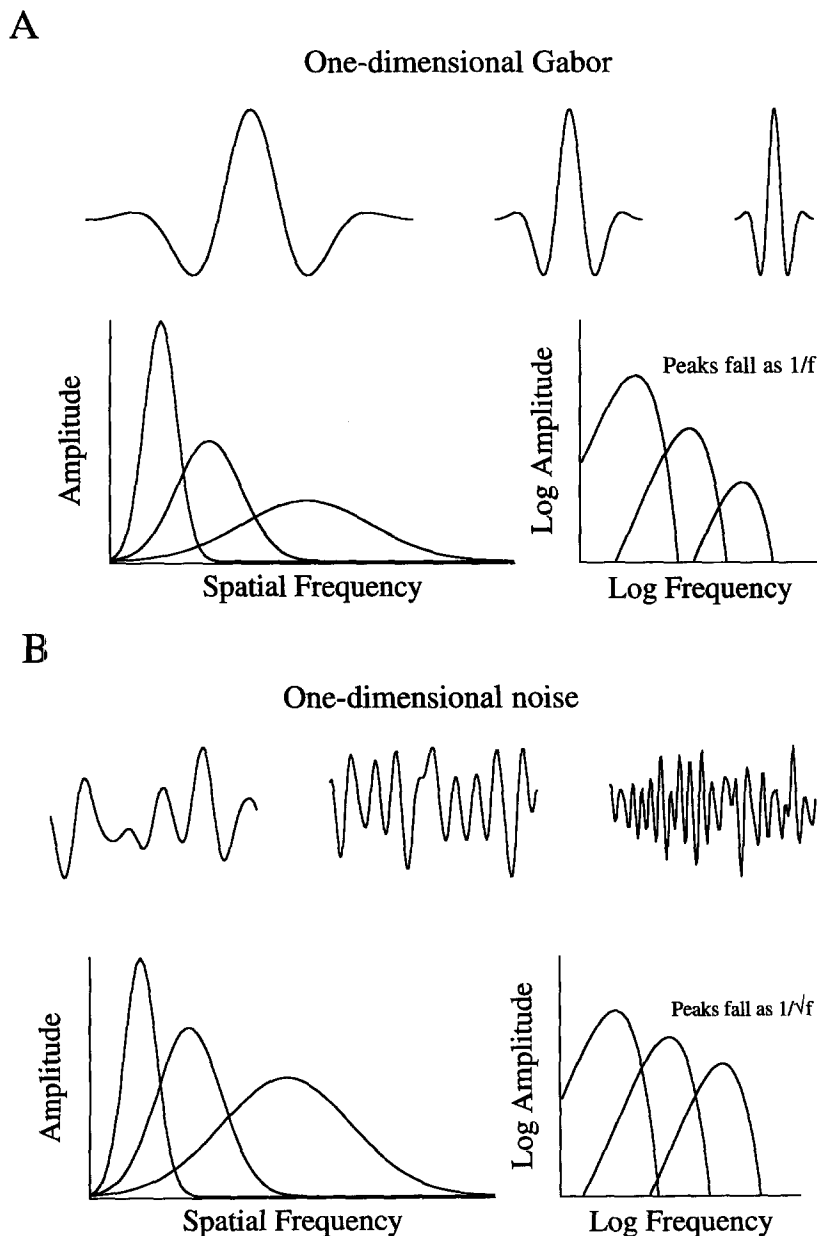 A
One-dimensional Gabor
Amplitude
Spatial Frequency
Log Amplitude
Peaks fall as 1/f
Log Frequency
B
One-dimensional noise
Amplitude
Spatial Frequency
Log Amplitude
Peaks fall as 1/√f
Log Frequency